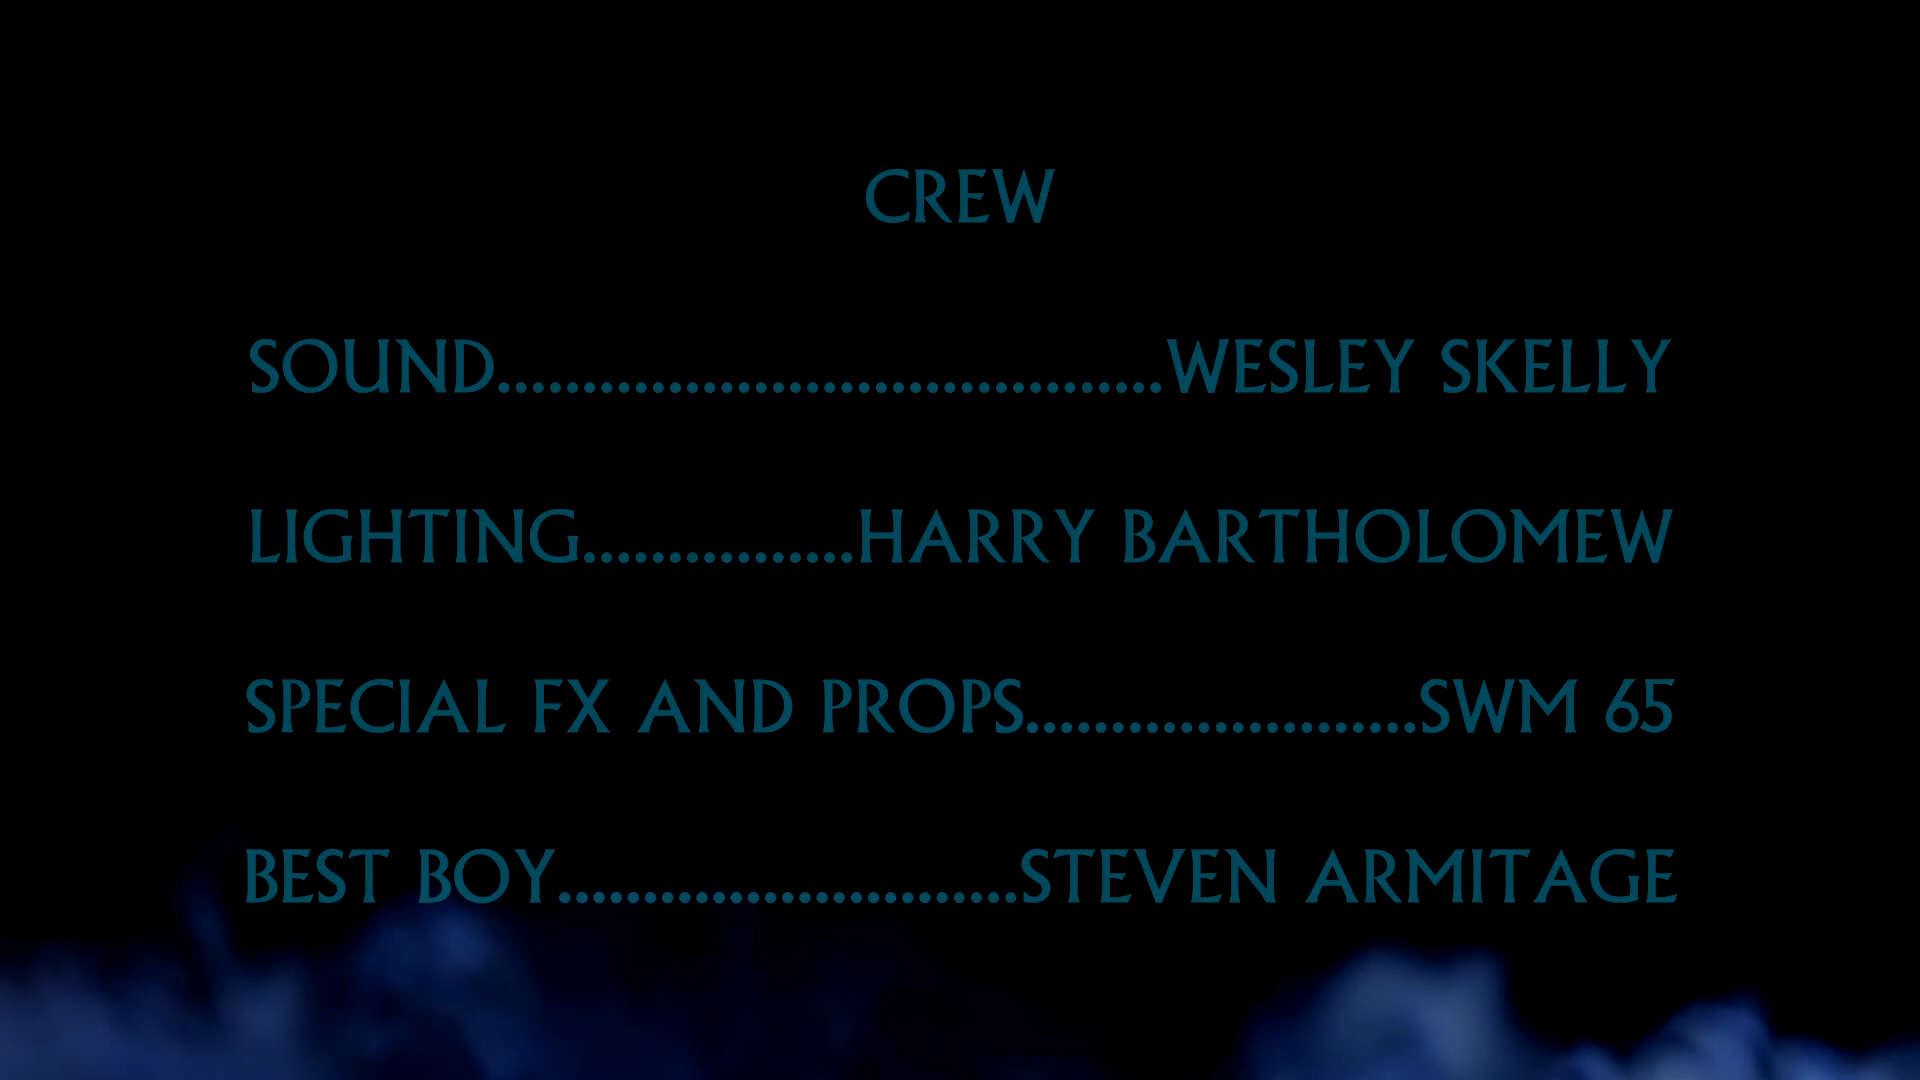 CREW
SOUND.......................................WESLEY SKELLY
LIGHTING................HARRY BARTHOLOMEW
SPECIAL FX AND PROPS.......................SWM 65
BEST BOY...........................STEVEN ARMITAGE